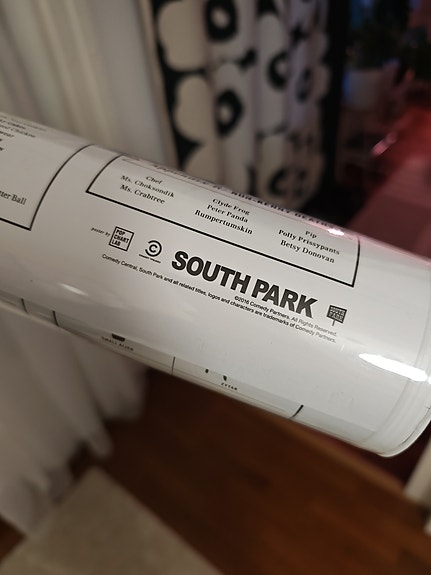 Chef
Ms. Choksondik
Ms. Crabtree
Clyde Frog
Peter Panda
Rumpertumskin
Pip
Polly Prissypants
Betsy Donovan
poster by
POP
CHART
LAB
SOUTH PARK
©2016 Comedy Partners. All Rights Reserved.
Comedy Central, South Park and all related titles, logos and characters are trademarks of Comedy Partners.